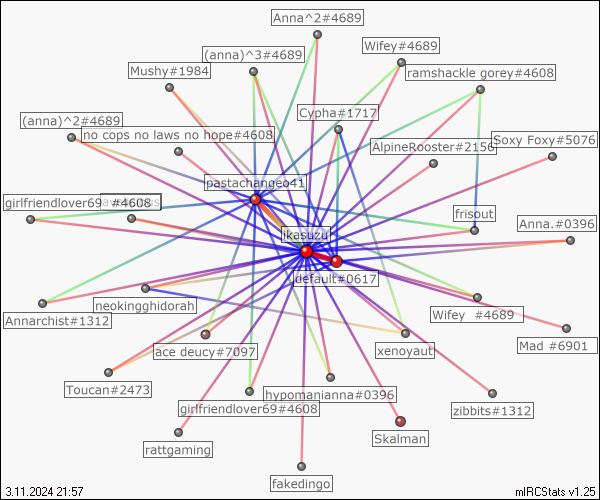 Anna^2#4689
Wifey#4689
(anna)^3#4689
Mushy#1984
ramshackle gorey#4608
Cypha#1717
(anna)^2#4689
no cops no laws no hope#4608
AlpineRooster#2156
Soxy Foxy#5076
pastachangeo41
girlfriendlover69 #4608
frisout
Anna.#0396
jkasuzu
default#0617
neokingghidorah
Annarchist#1312
Wifey #4689
Mad #6901
ace deucy#7097
xenoyaut
Toucan#2473
hypomanianna#0396
girlfriendlover69#4608
zibbits#1312
Skalman
rattgaming
fakedingo
3.11.2024 21:57
mIRCStats v1.25